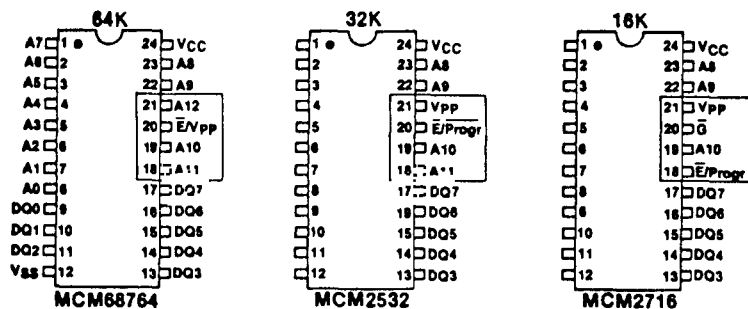 64K
A7 1 24 VCC
A6 2 23 A8
A5 3 22 A9
A4 4 21 A12
A3 5 20 E̅/VPP
A2 6 19 A10
A1 7 18 A11
A0 8 17 DQ7
DQ0 9 16 DQ6
DQ1 10 15 DQ5
DQ2 11 14 DQ4
VSS 12 13 DQ3
MCM68764
32K
1 24 VCC
2 23 A8
3 22 A9
4 21 VPP
5 20 E̅/P̅r̅o̅g̅r̅
6 19 A10
7 18 A11
8 17 DQ7
9 16 DQ6
10 15 DQ5
11 14 DQ4
12 13 DQ3
MCM2532
16K
1 24 VCC
2 23 A8
3 22 A9
4 21 VPP
5 20 G̅
6 19 A10
7 18 E̅/Progr
8 17 DQ7
9 16 DQ6
10 15 DQ5
11 14 DQ4
12 13 DQ3
MCM2716